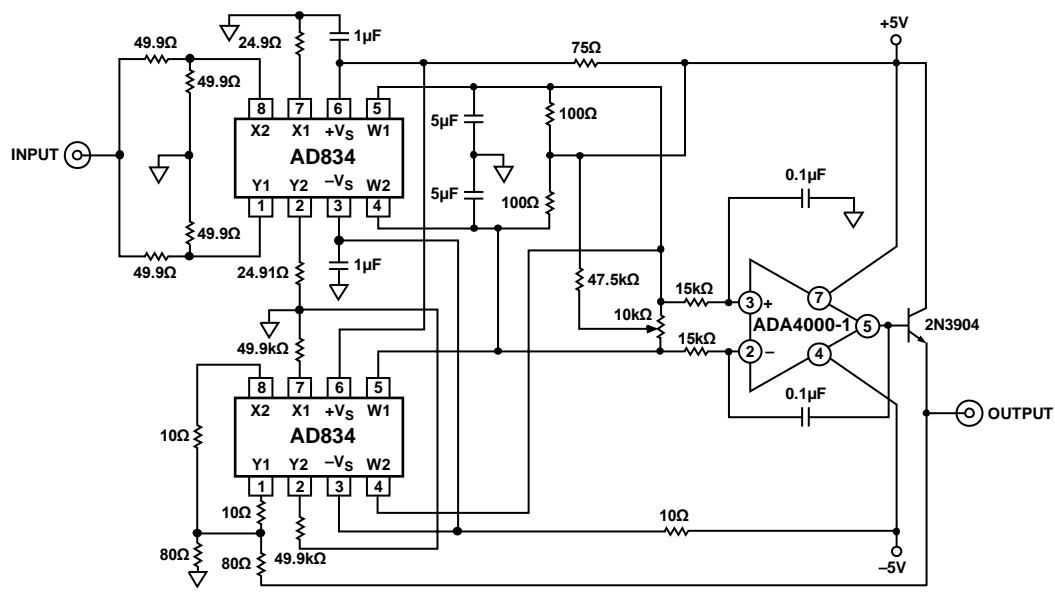 +5V
49.9Ω
24.9Ω
1µF
75Ω
49.9Ω
8
7
6
5
X2
X1
+VS
W1
5µF
100Ω
INPUT
AD834
0.1µF
Y1
Y2
–VS
W2
5µF
100Ω
1
2
3
4
49.9Ω
49.9Ω
24.91Ω
1µF
47.5kΩ
15kΩ
3
+
7
10kΩ
ADA4000-1
5
2N3904
49.9kΩ
15kΩ
2
–
4
8
7
6
5
X2
X1
+VS
W1
0.1µF
OUTPUT
10Ω
AD834
Y1
Y2
–VS
W2
1
2
3
4
10Ω
10Ω
80Ω
80Ω
49.9kΩ
–5V